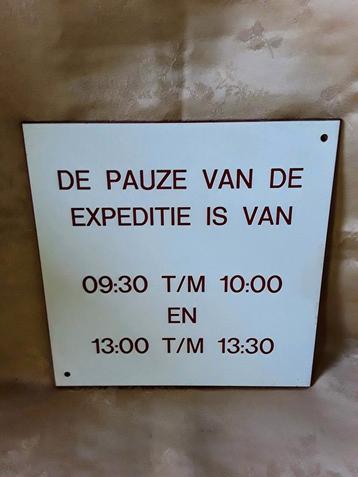 DE PAUZE VAN DE
EXPEDITIE IS VAN
09:30 T/M 10:00
EN
13:00 T/M 13:30